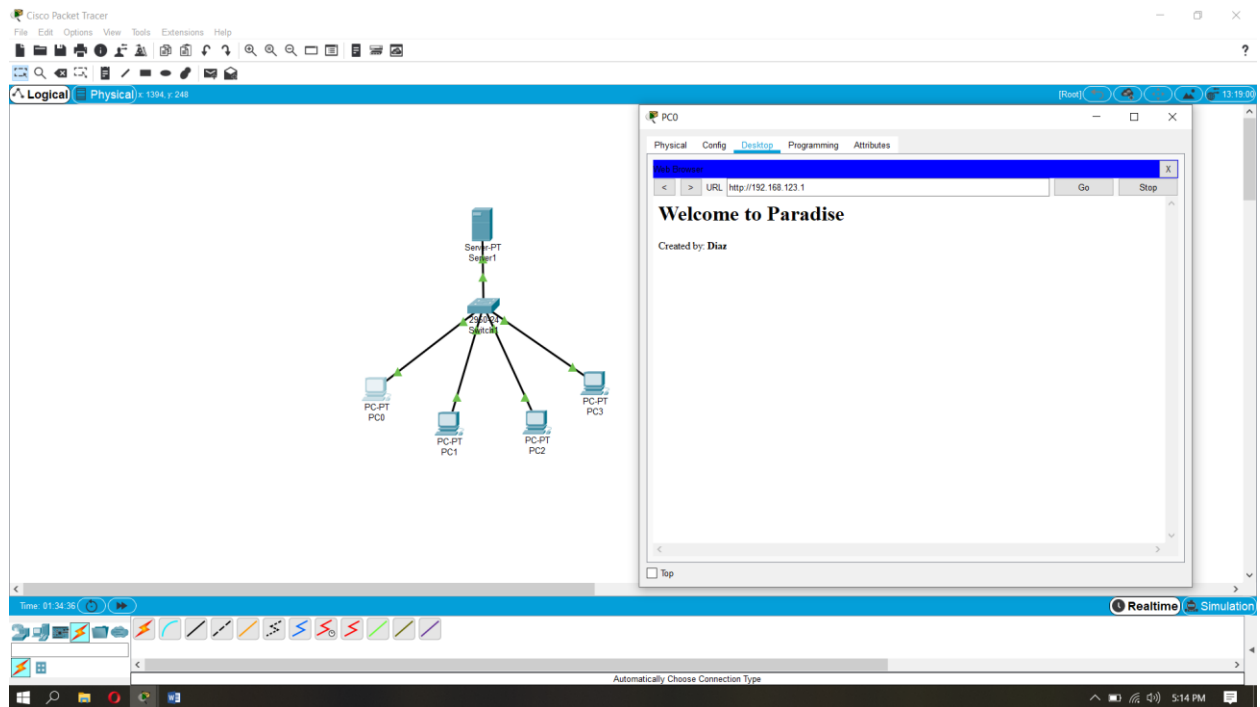 Cisco Packet Tracer
File Edit Options View Tools Extensions Help
?
Logical Physical x: 1394, y: 248 [Root] 13:19:00
PC0
Physical Config Desktop Programming Attributes
Web Browser X
< > URL http://192.168.123.1 Go Stop
Welcome to Paradise
Created by: Diaz
Server-PT
Server1
2950-24
Switch1
PC-PT
PC0
PC-PT
PC1
PC-PT
PC2
PC-PT
PC3
Top
Time: 01:34:36 Realtime Simulation
Automatically Choose Connection Type
5:14 PM